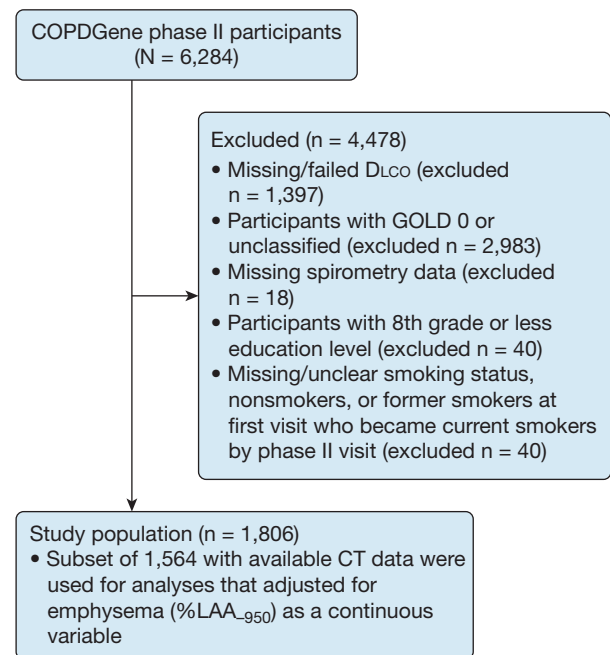 COPDGene phase II participants
(N = 6,284)
Excluded (n = 4,478)
• Missing/failed DLCO (excluded
n = 1,397)
• Participants with GOLD 0 or
unclassified (excluded n = 2,983)
• Missing spirometry data (excluded
n = 18)
• Participants with 8th grade or less
education level (excluded n = 40)
• Missing/unclear smoking status,
nonsmokers, or former smokers at
first visit who became current smokers
by phase II visit (excluded n = 40)
Study population (n = 1,806)
• Subset of 1,564 with available CT data were
used for analyses that adjusted for
emphysema (%LAA–950) as a continuous
variable